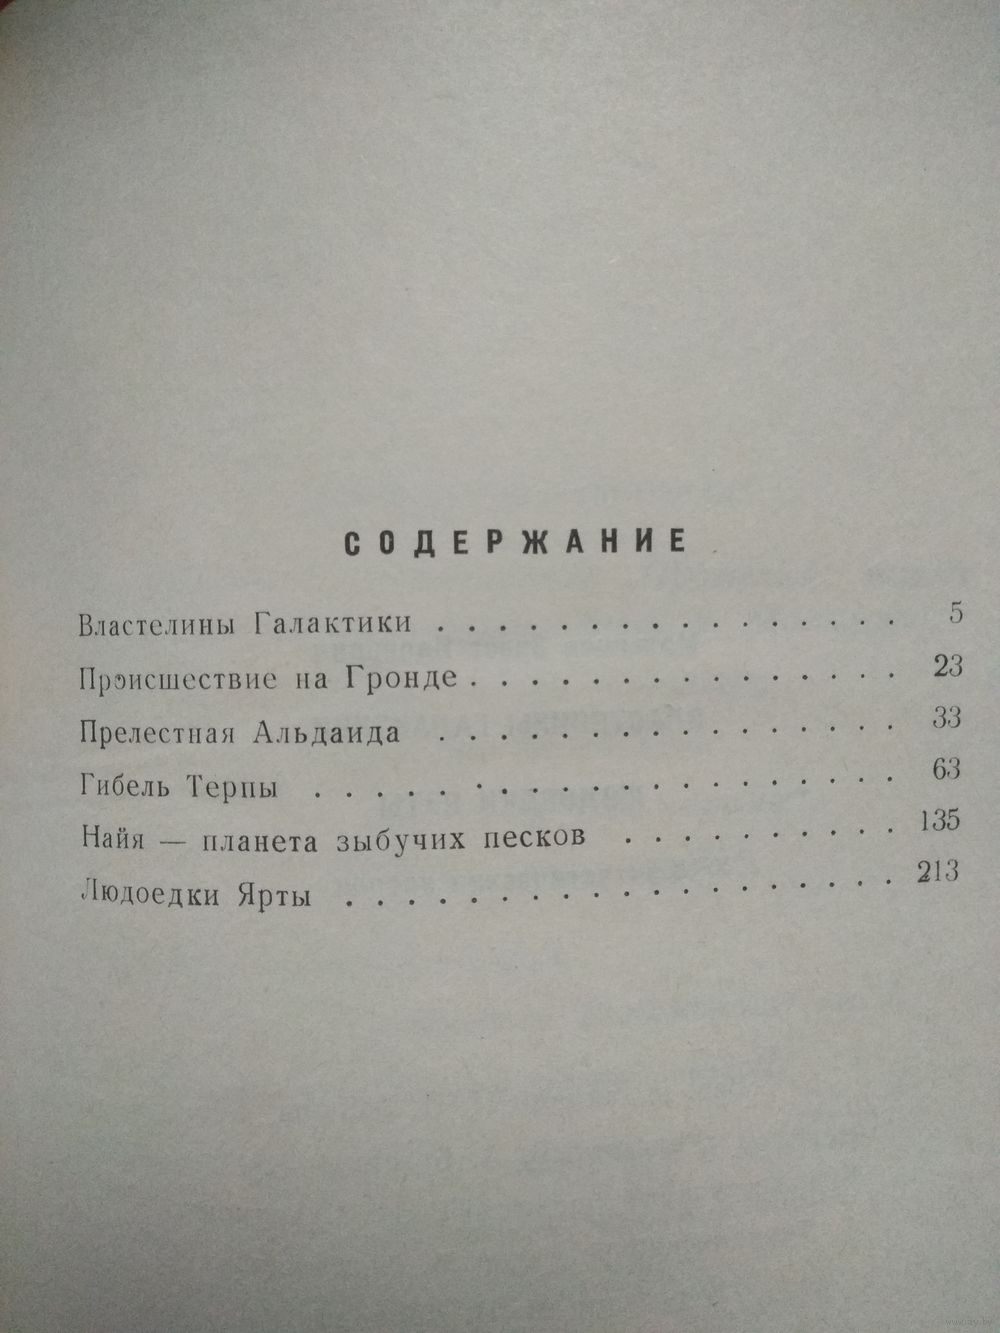 СОДЕРЖАНИЕ
Властелины Галактики . . . . . . . . . . . . . . . . 5
Происшествие на Гронде . . . . . . . . . . . . . . . 23
Прелестная Альдаида . . . . . . . . . . . . . . . . 33
Гибель Терпы . . . . . . . . . . . . . . . . . . . 63
Найя — планета зыбучих песков . . . . . . . . . . 135
Людоедки Ярты . . . . . . . . . . . . . . . . . . 213